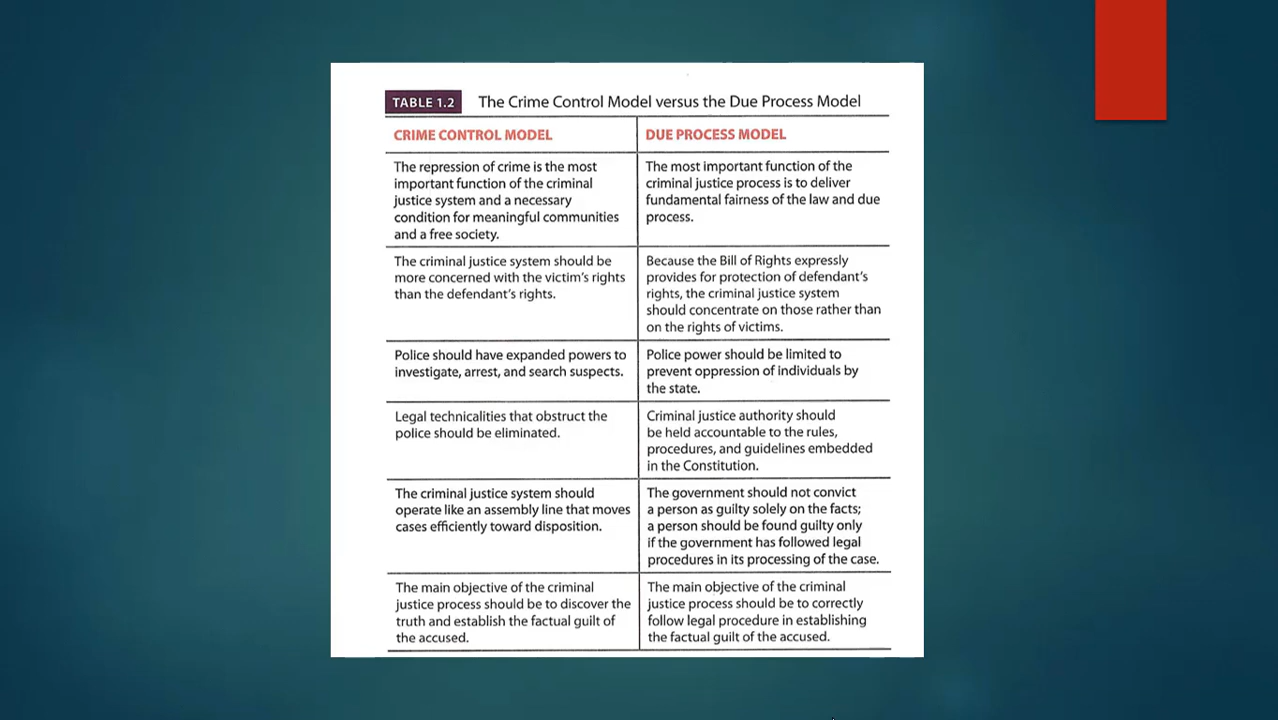 TABLE 1.2 The Crime Control Model versus the Due Process Model
CRIME CONTROL MODEL
DUE PROCESS MODEL
The repression of crime is the most
important function of the criminal
justice system and a necessary
condition for meaningful communities
and a free society.
The most important function of the
criminal justice process is to deliver
fundamental fairness of the law and due
process.
The criminal justice system should be
more concerned with the victim's rights
than the defendant's rights.
Because the Bill of Rights expressly
provides for protection of defendant's
rights, the criminal justice system
should concentrate on those rather than
on the rights of victims.
Police should have expanded powers to
investigate, arrest, and search suspects.
Police power should be limited to
prevent oppression of individuals by
the state.
Legal technicalities that obstruct the
police should be eliminated.
Criminal justice authority should
be held accountable to the rules,
procedures, and guidelines embedded
in the Constitution.
The criminal justice system should
operate like an assembly line that moves
cases efficiently toward disposition.
The government should not convict
a person as guilty solely on the facts;
a person should be found guilty only
if the government has followed legal
procedures in its processing of the case.
The main objective of the criminal
justice process should be to discover the
truth and establish the factual guilt of
the accused.
The main objective of the criminal
justice process should be to correctly
follow legal procedure in establishing
the factual guilt of the accused.